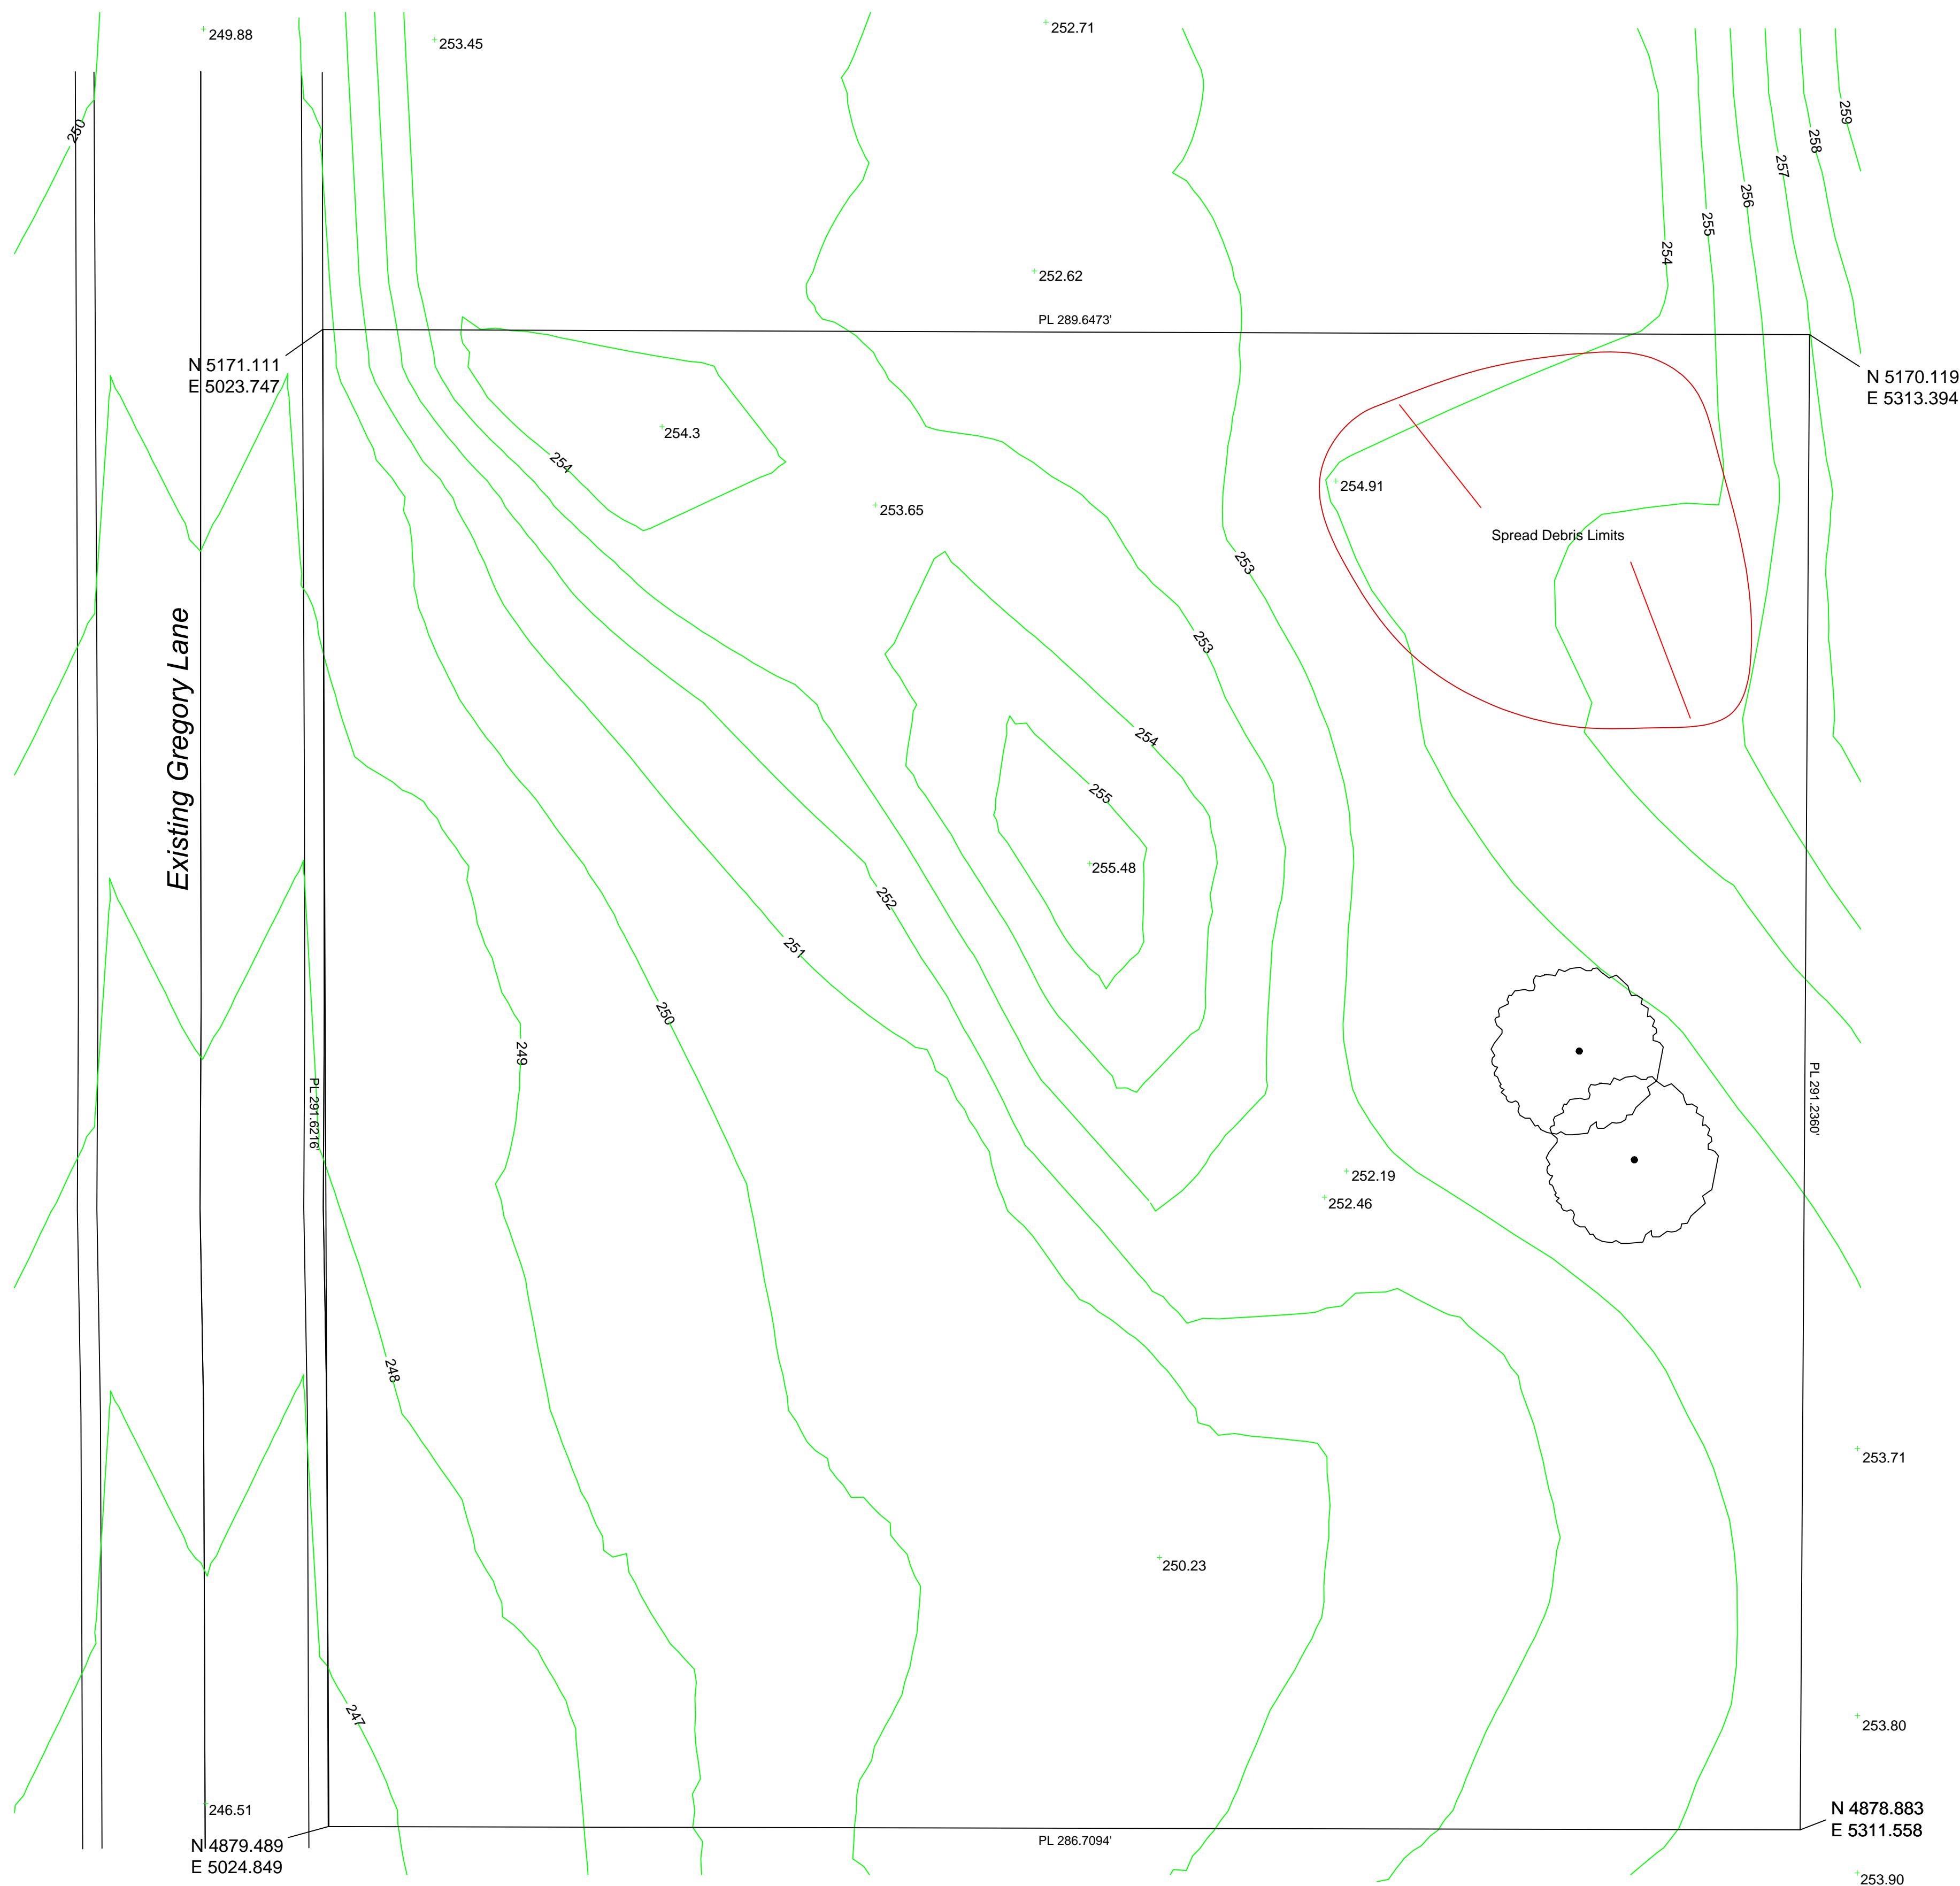 249.88
253.45
252.71
259
250
258
257
256
255
254
252.62
PL 289.6473'
N 5171.111
E 5023.747
N 5170.119
E 5313.394
254.3
254
254.91
253.65
Spread Debris Limits
253
253
Existing Gregory Lane
254
255
255.48
252
251
250
249
PL 291.6216'
PL 291.2360'
252.19
252.46
248
253.71
250.23
247
253.80
246.51
N 4878.883
E 5311.558
N 4879.489
E 5024.849
PL 286.7094'
253.90